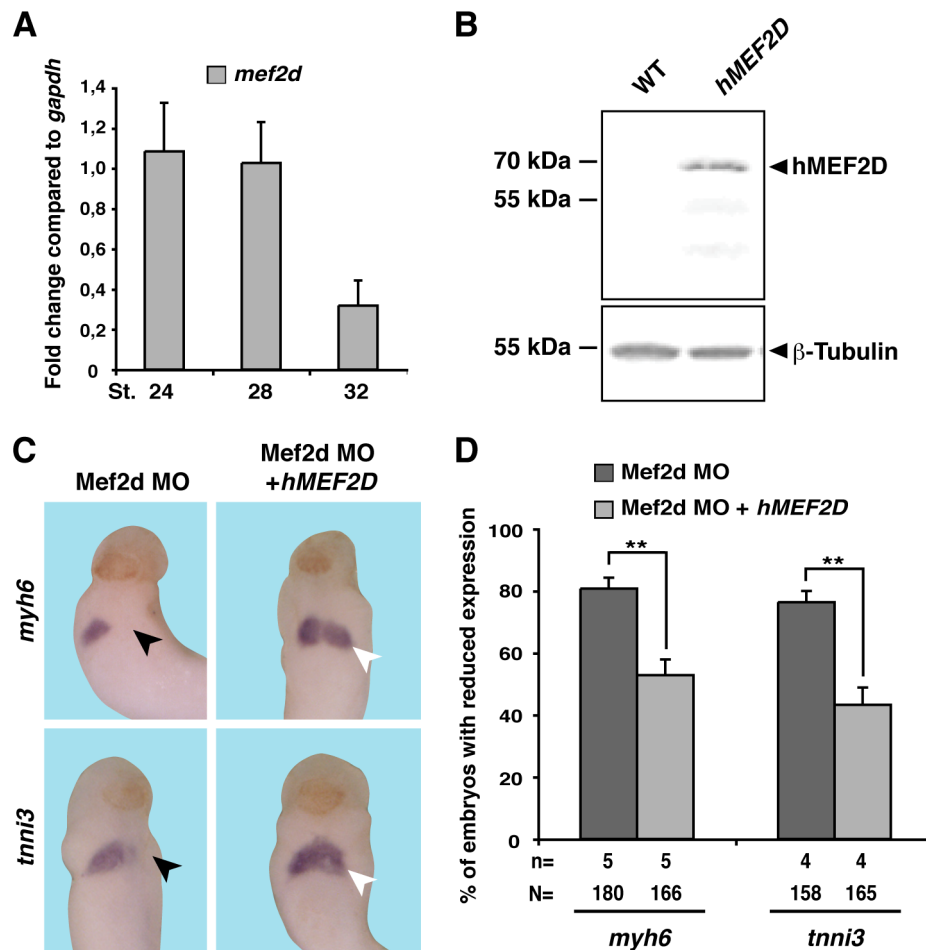 A
mef2d
Fold change compared to gapdh
1,4
1,2
1,0
0,8
0,6
0,4
0,2
0
St. 24 28 32
B
WT hMEF2D
70 kDa
55 kDa
hMEF2D
55 kDa
β-Tubulin
C
Mef2d MO
Mef2d MO
+hMEF2D
myh6
tnni3
D
Mef2d MO
Mef2d MO + hMEF2D
% of embryos with reduced expression
100
80
60
40
20
0
** **
n= 5 5 4 4
N= 180 166 158 165
myh6 tnni3